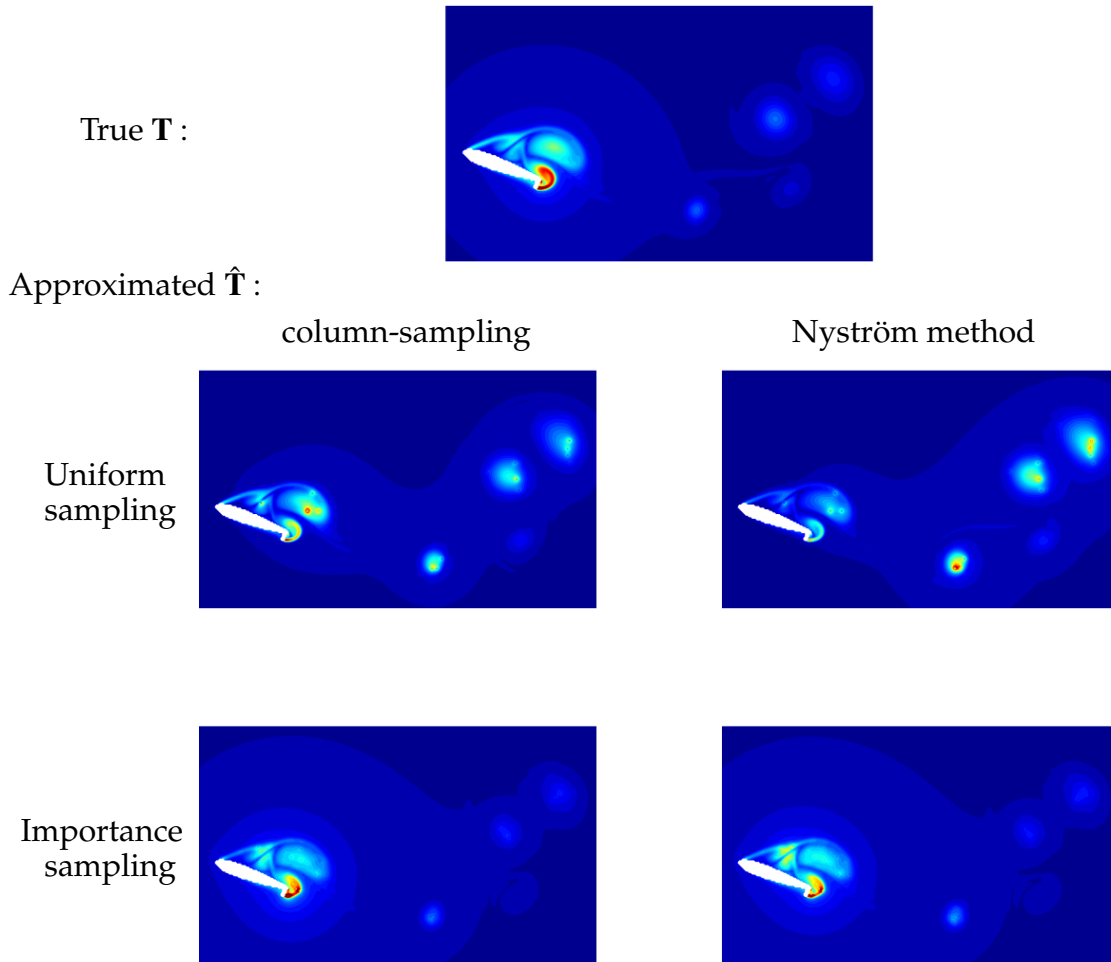 True T :
Approximated T̂ :
column-sampling
Nyström method
Uniform
sampling
Importance
sampling